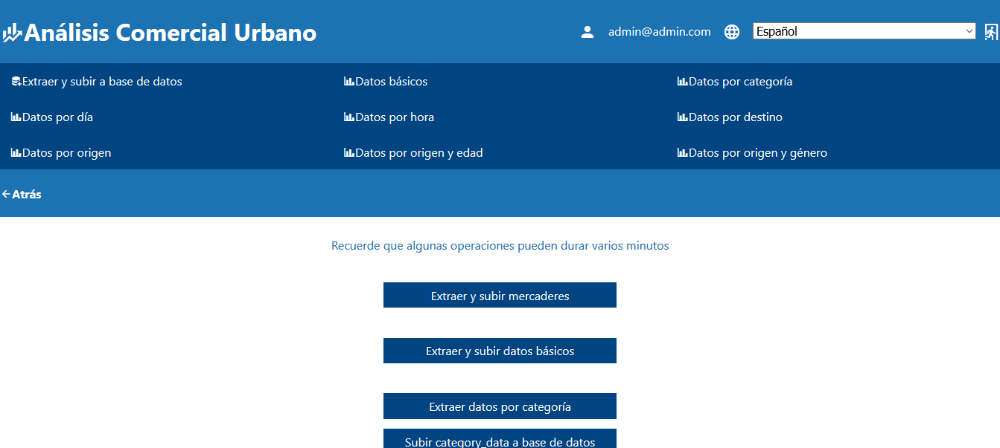 Análisis Comercial Urbano
admin@admin.com
Español
Extraer y subir a base de datos
Datos básicos
Datos por categoría
Datos por día
Datos por hora
Datos por destino
Datos por origen
Datos por origen y edad
Datos por origen y género
Atrás
Recuerde que algunas operaciones pueden durar varios minutos
Extraer y subir mercaderes
Extraer y subir datos básicos
Extraer datos por categoría
Subir category_data a base de datos